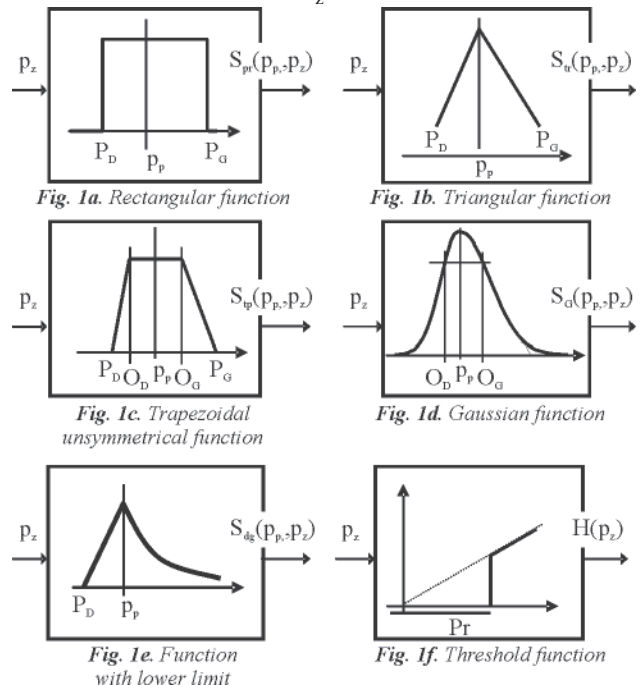 z
p_z
S_pr(p_p,,p_z)
P_D p_p P_G
Fig. 1a. Rectangular function
p_z
S_tr(p_p,,p_z)
P_D P_G
p_p
Fig. 1b. Triangular function
p_z
S_tp(p_p,,p_z)
P_D O_D p_p O_G P_G
Fig. 1c. Trapezoidal
unsymmetrical function
p_z
S_G(p_p,,p_z)
O_D p_p O_G
Fig. 1d. Gaussian function
p_z
S_dg(p_p,,p_z)
P_D p_p
Fig. 1e. Function
with lower limit
p_z
H(p_z)
Pr
Fig. 1f. Threshold function